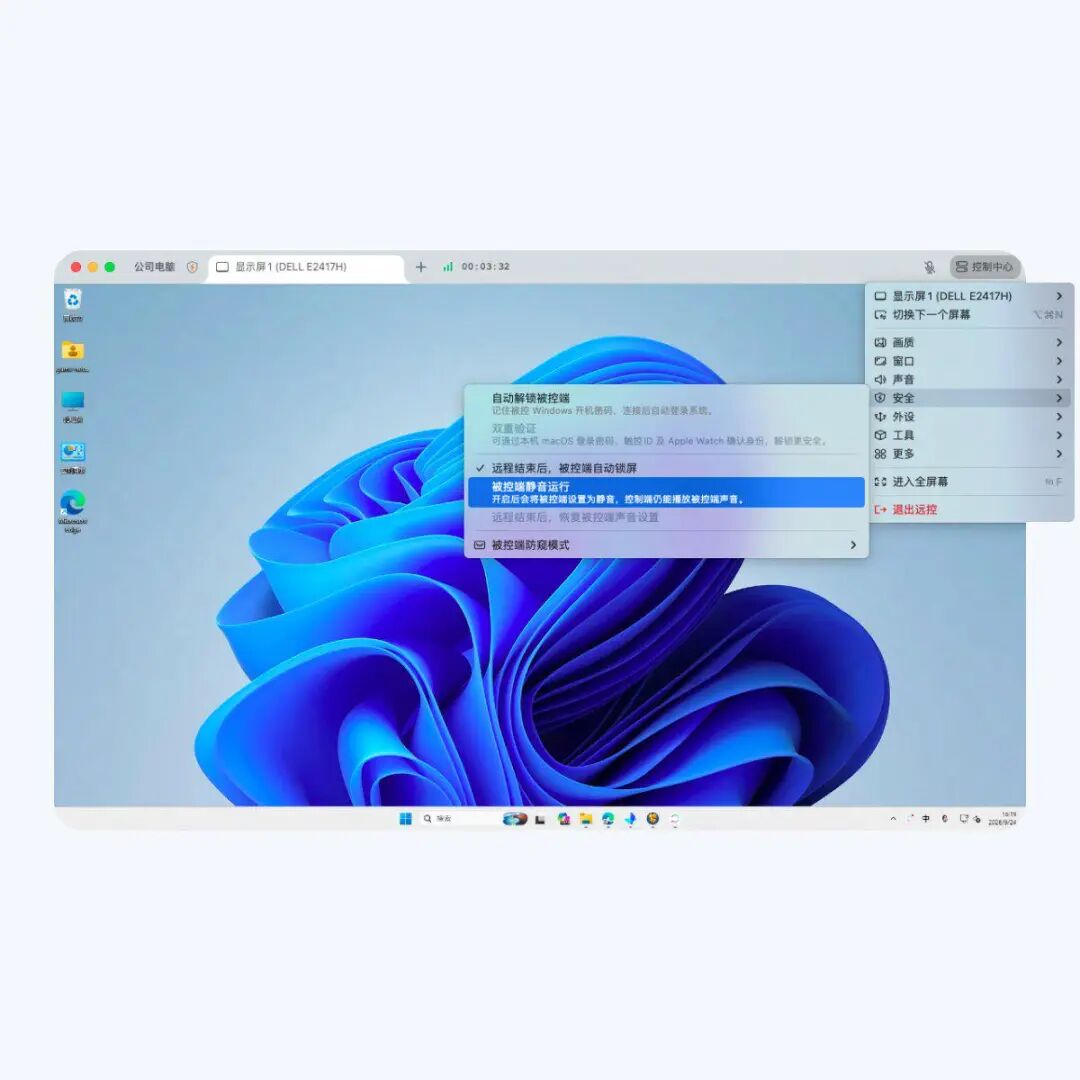 公司电脑
显示屏1 (DELL E2417H)
00:03:32
控制中心
显示屏1 (DELL E2417H)
切换下一个屏幕 ⌥⌘N
画质
窗口
声音
安全
外设
工具
更多
进入全屏幕
退出远控
自动解锁被控端
记住被控 Windows 开机密码，连接后自动登录系统。
双重验证
可通过本机 macOS 登录密码、触控ID 及 Apple Watch 确认身份，解锁更安全。
远程结束后，被控端自动锁屏
被控端静音运行
开启后会将被控端设置为静音，控制端仍能播放被控端声音。
远程结束后，恢复被控端声音设置
被控端防窥模式
Microsoft
Edge
搜索
中